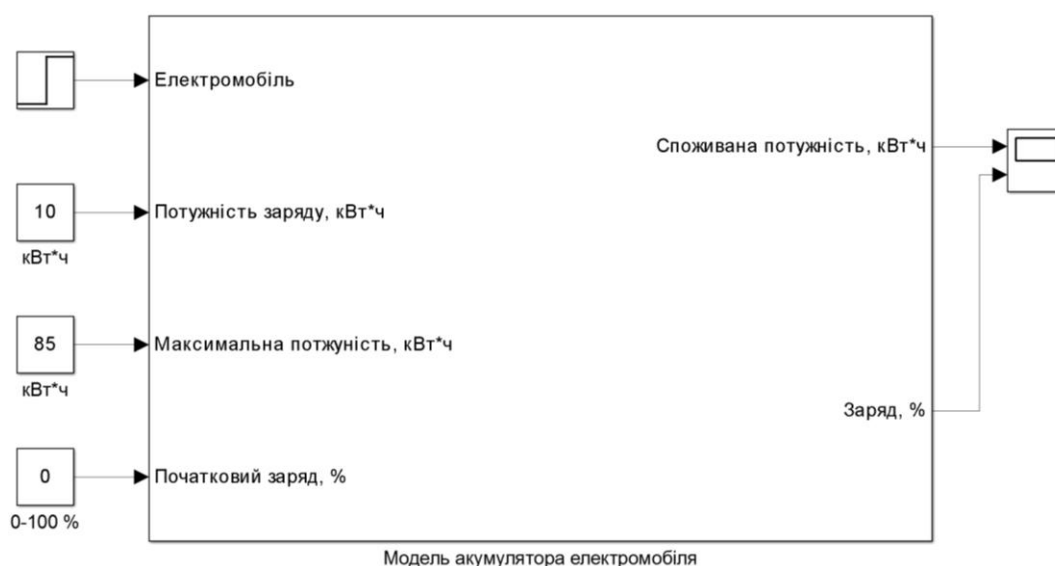 Електромобіль
Споживана потужність, кВт*ч
10
Потужність заряду, кВт*ч
кВт*ч
85
Максимальна потжуність, кВт*ч
кВт*ч
Заряд, %
0
Початковий заряд, %
0-100 %
Модель акумулятора електромобіля